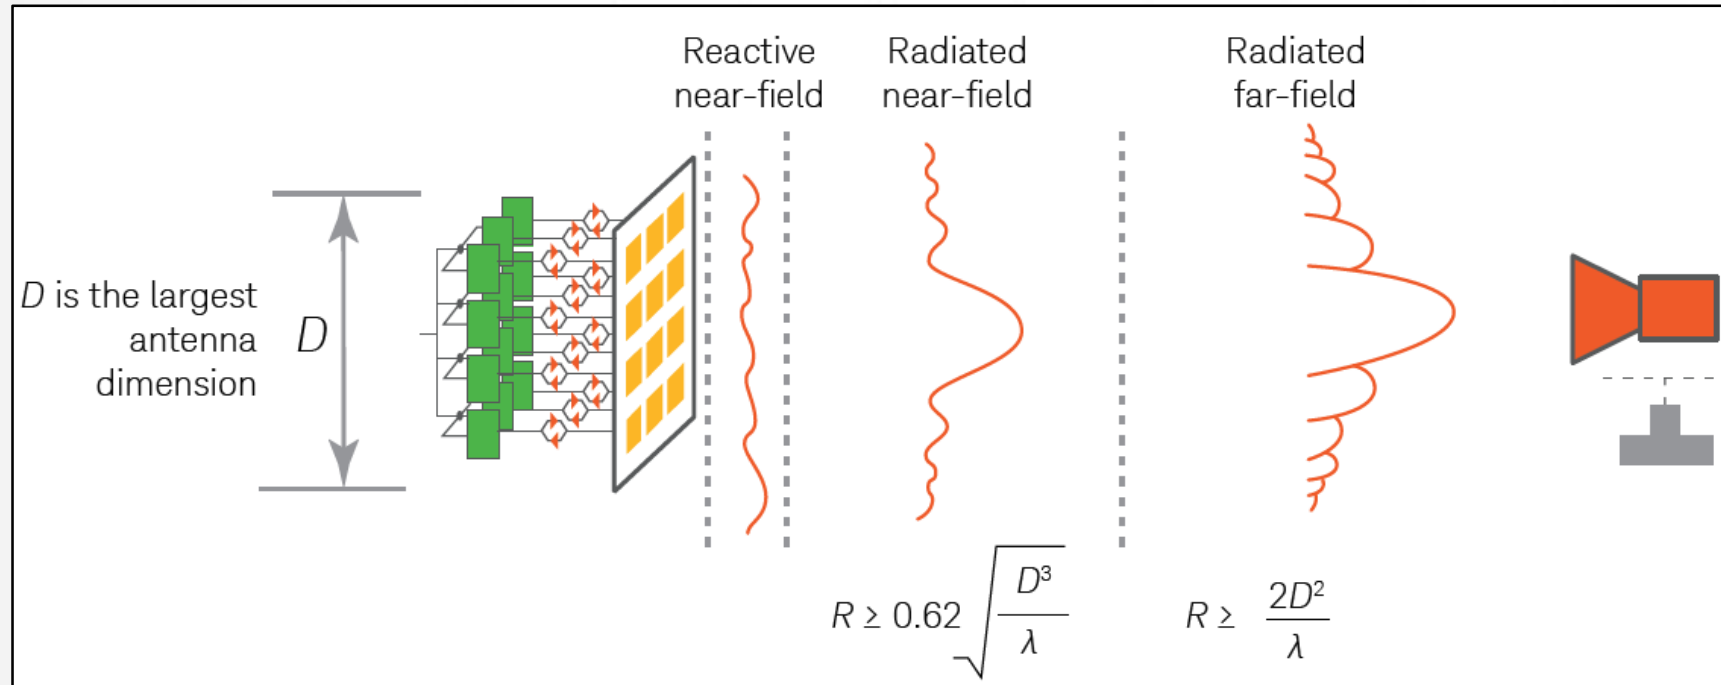 Reactive
near-field
Radiated
near-field
Radiated
far-field
D is the largest
antenna
dimension
D
R ≥ 0.62 √(D³/λ)
R ≥ 2D²/λ